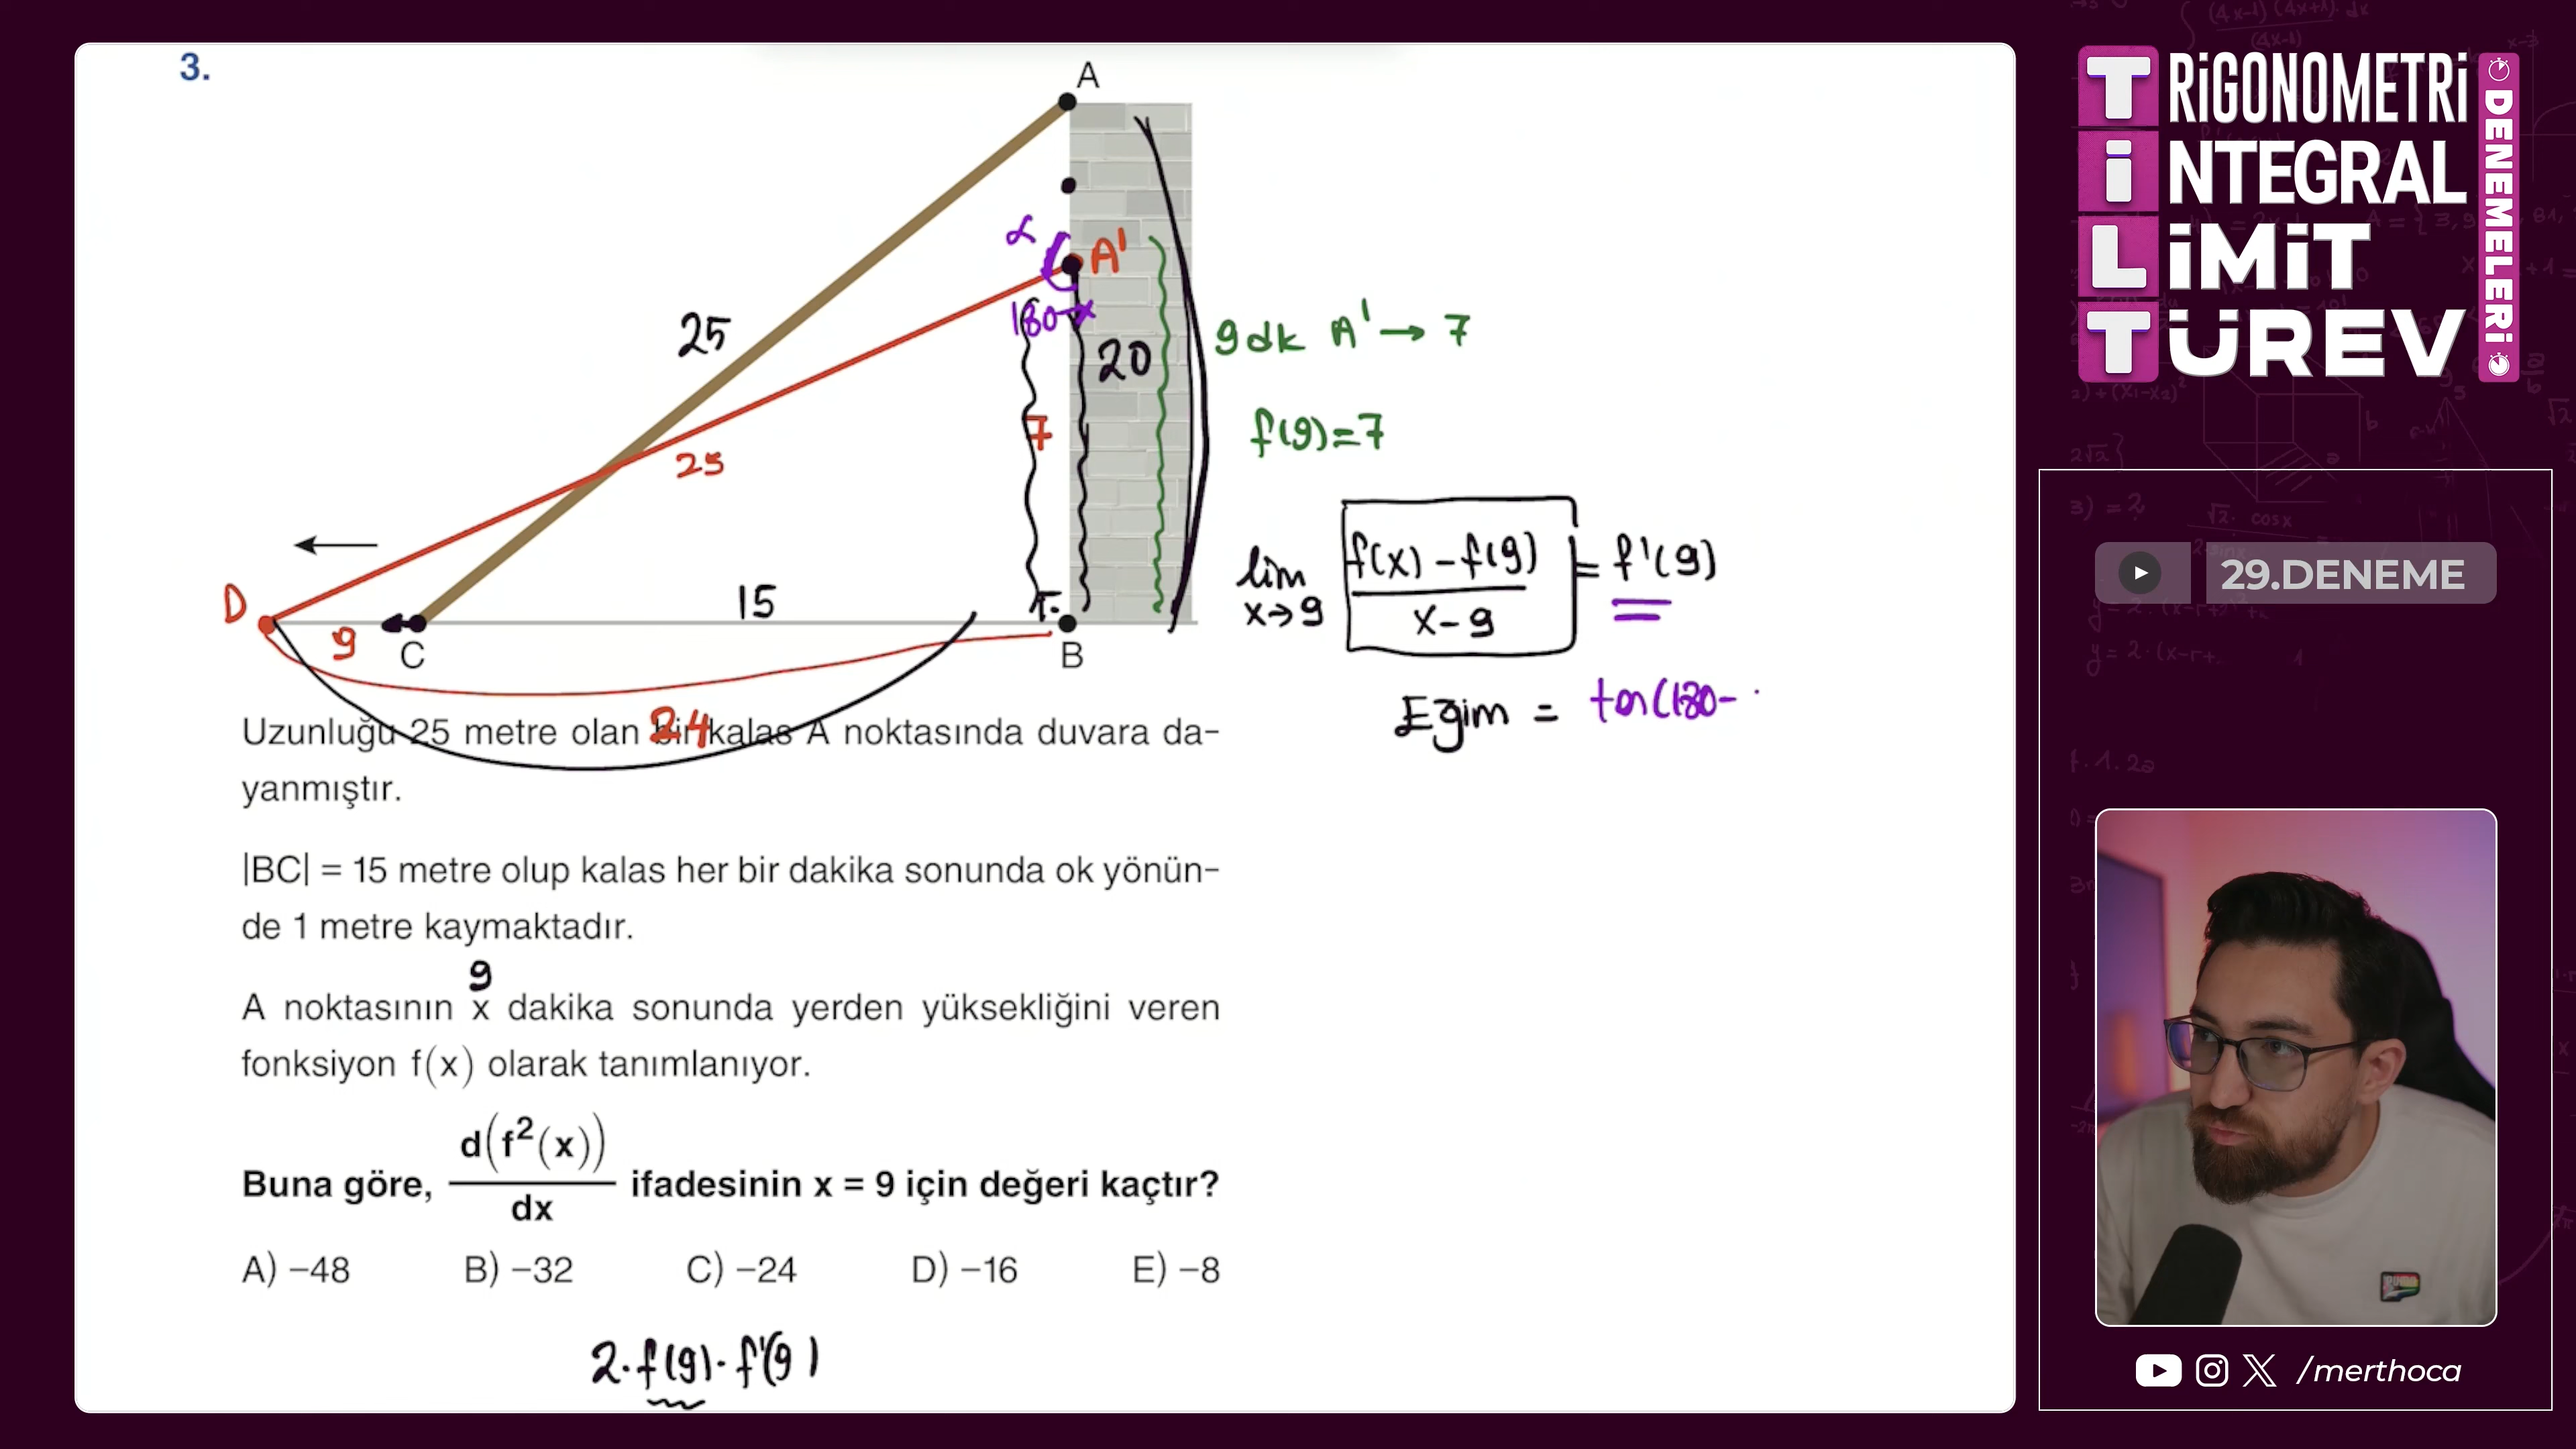 3.
A
α
A'
180-x
25
20
9 dk A' → 7
7
f(9)=7
25
lim x→9 f(x) - f(9) / x - 9 = f'(9)
15
D
9
C
B
Eğim = tan(180-
24
Uzunluğu 25 metre olan bir kalas A noktasında duvara da-
yanmıştır.
|BC| = 15 metre olup kalas her bir dakika sonunda ok yönün-
de 1 metre kaymaktadır.
9
A noktasının x dakika sonunda yerden yüksekliğini veren
fonksiyon f(x) olarak tanımlanıyor.
Buna göre, d(f²(x))/dx ifadesinin x = 9 için değeri kaçtır?
A) –48 B) –32 C) –24 D) –16 E) –8
2·f(9)·f'(9)
TRİGONOMETRİ
İNTEGRAL
LİMİT
TÜREV
DENEMELERİ
29.DENEME
/merthoca